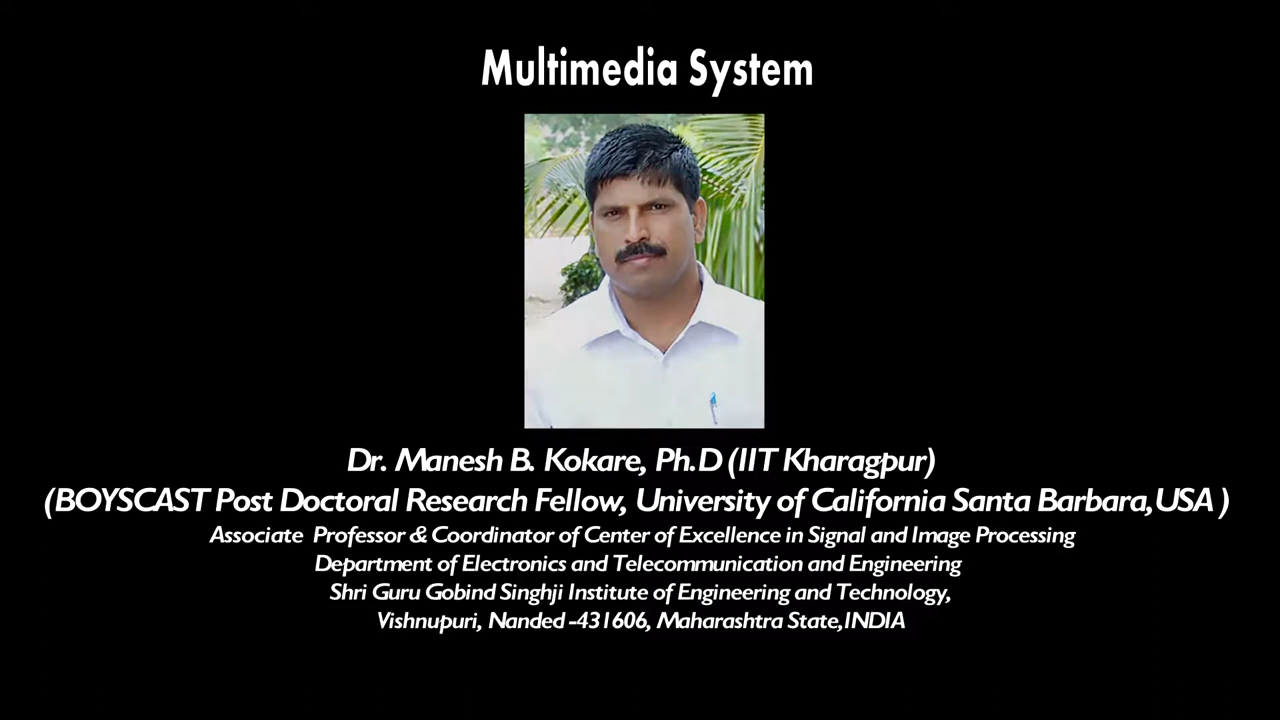 Multimedia System
Dr. Manesh B. Kokare, Ph.D (IIT Kharagpur)
(BOYSCAST Post Doctoral Research Fellow, University of California Santa Barbara,USA )
Associate Professor & Coordinator of Center of Excellence in Signal and Image Processing
Department of Electronics and Telecommunication and Engineering
Shri Guru Gobind Singhji Institute of Engineering and Technology,
Vishnupuri, Nanded -431606, Maharashtra State,INDIA